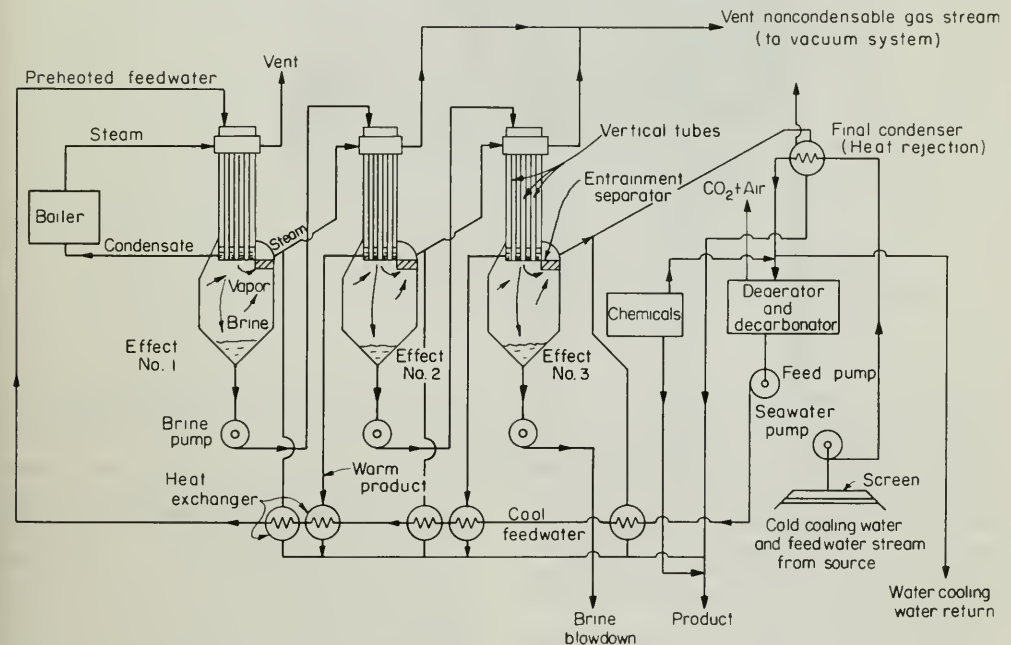 Vent noncondensable gas stream
(to vacuum system)
Vent
Preheoted feedwater
Steam
Vertical tubes
Final condenser
(Heat rejection)
Entrainment
separator
CO2+Air
Boiler
Condensate
Steam
Vapor
Brine
Chemicals
Deaerator
and
decarbonator
Effect
No. 1
Effect
No. 2
Effect
No. 3
Feed pump
Seawater
pump
Brine
pump
Warm
product
Screen
Heat
exchanger
Cool
feedwater
Cold cooling water
and feedwater stream
from source
Water cooling
water return
Brine
blowdown
Product